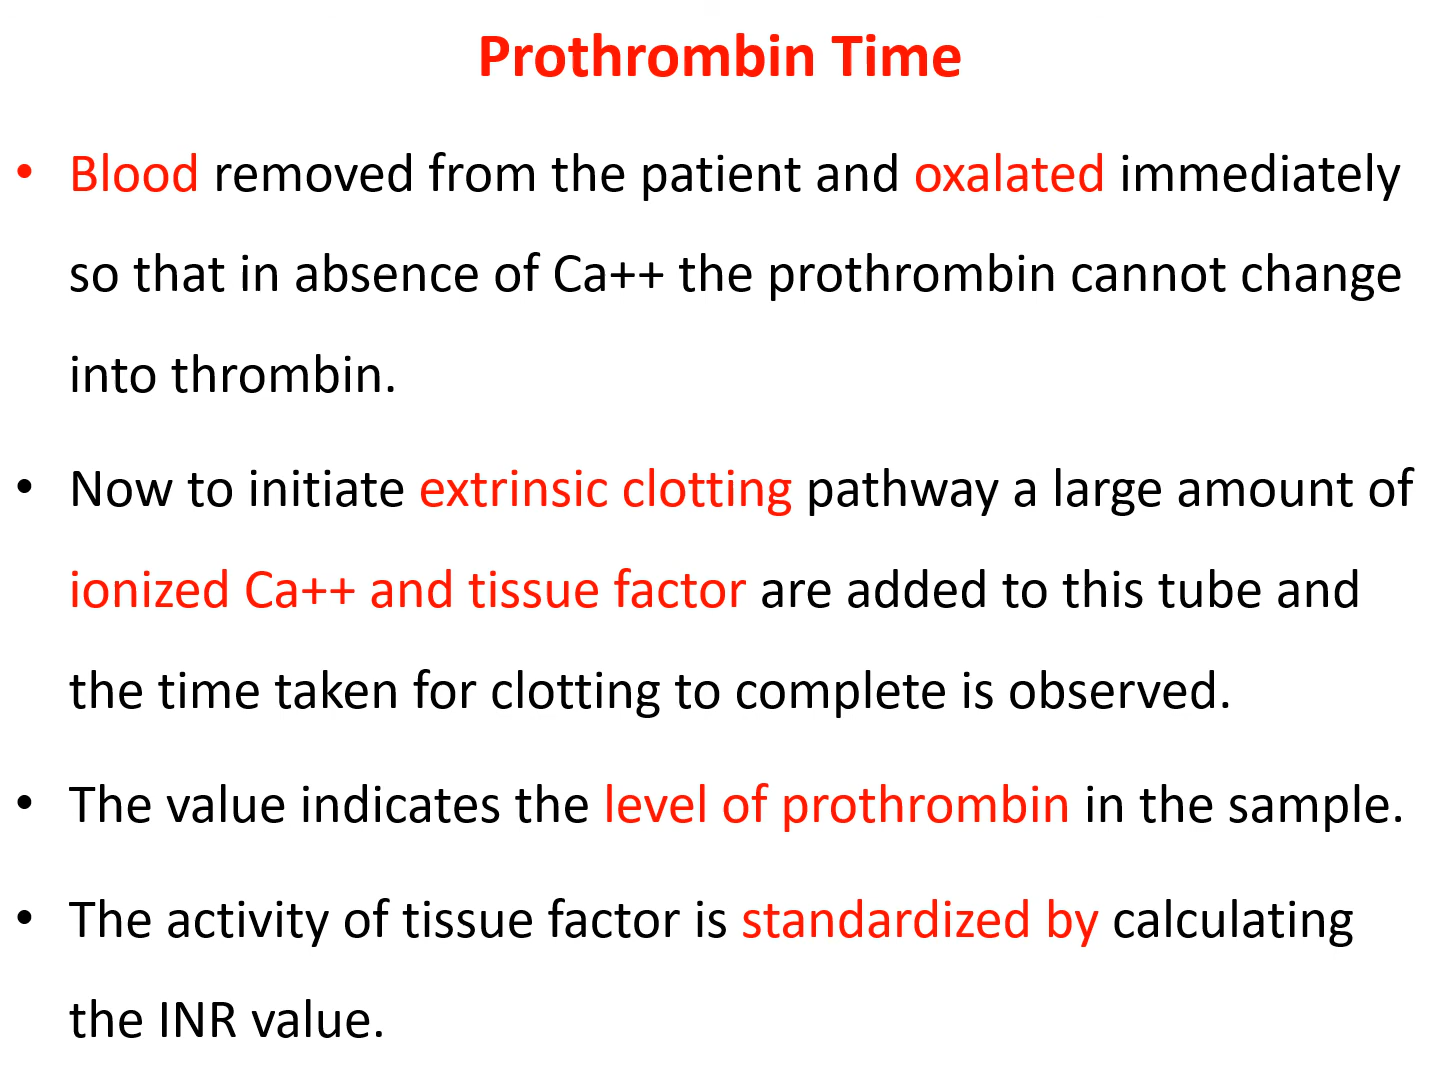 Prothrombin Time
• Blood removed from the patient and oxalated immediately
so that in absence of Ca++ the prothrombin cannot change
into thrombin.
• Now to initiate extrinsic clotting pathway a large amount of
ionized Ca++ and tissue factor are added to this tube and
the time taken for clotting to complete is observed.
• The value indicates the level of prothrombin in the sample.
• The activity of tissue factor is standardized by calculating
the INR value.